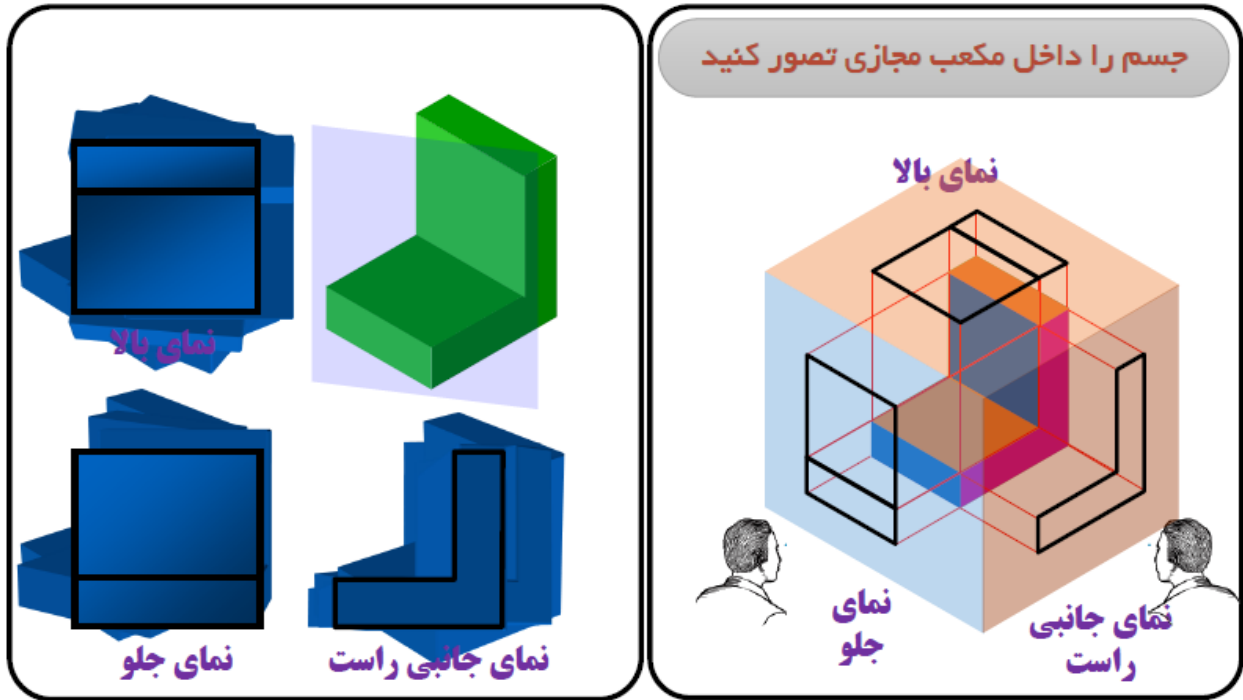 جسم را داخل مکعب مجازی تصور کنید
نمای بالا
نمای
جلو
نمای جانبی
راست
نمای بالا
نمای جلو
نمای جانبی راست